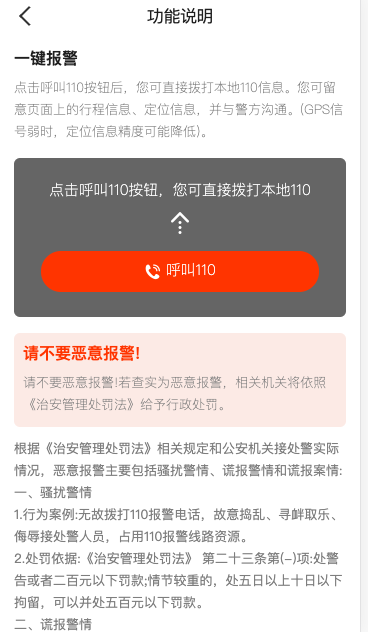 功能说明
一键报警
点击呼叫110按钮后，您可直接拨打本地110信息。您可留
意页面上的行程信息、定位信息，并与警方沟通。(GPS信
号弱时，定位信息精度可能降低)。
点击呼叫110按钮，您可直接拨打本地110
呼叫110
请不要恶意报警!
请不要恶意报警!若查实为恶意报警，相关机关将依照
《治安管理处罚法》给予行政处罚。
根据《治安管理处罚法》相关规定和公安机关接处警实际
情况，恶意报警主要包括骚扰警情、谎报警情和谎报案情:
一、骚扰警情
1.行为案例:无故拨打110报警电话，故意捣乱、寻衅取乐、
侮辱接处警人员，占用110报警线路资源。
2.处罚依据:《治安管理处罚法》 第二十三条第(-)项:处警
告或者二百元以下罚款;情节较重的，处五日以上十日以下
拘留，可以并处五百元以下罚款。
二、谎报警情